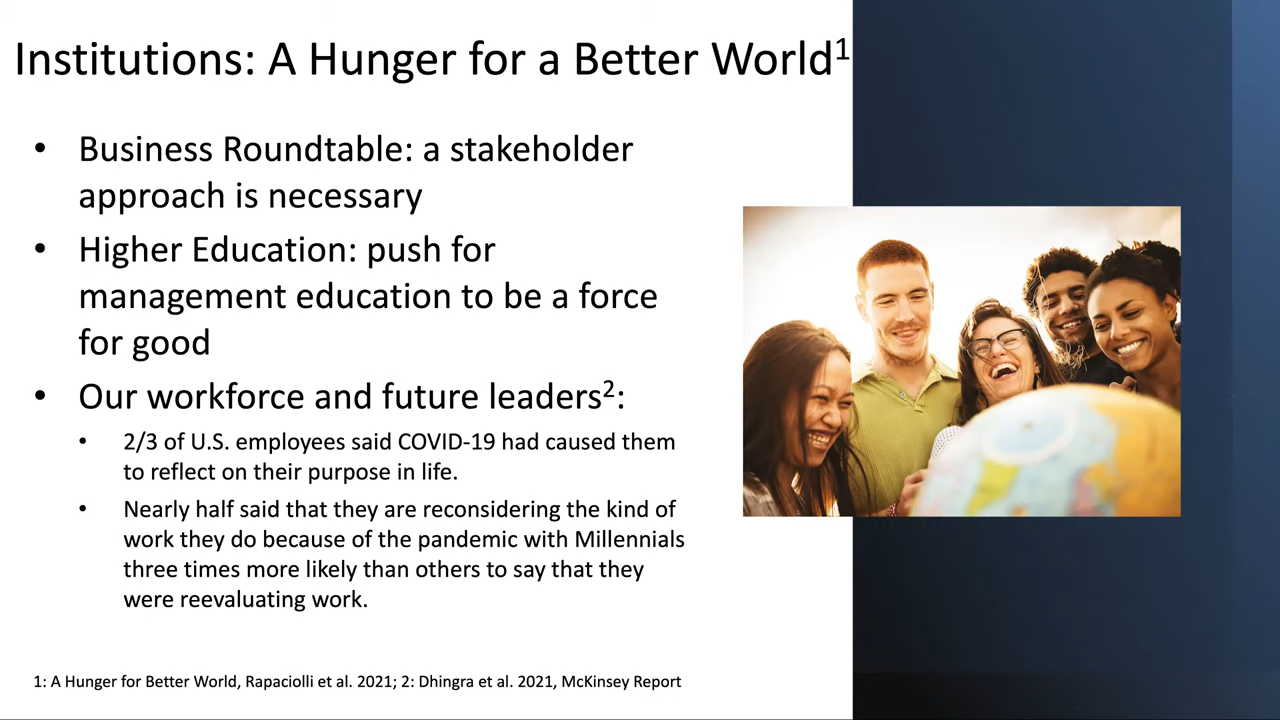 Institutions: A Hunger for a Better World¹
• Business Roundtable: a stakeholder
approach is necessary
• Higher Education: push for
management education to be a force
for good
• Our workforce and future leaders²:
• 2/3 of U.S. employees said COVID-19 had caused them
to reflect on their purpose in life.
• Nearly half said that they are reconsidering the kind of
work they do because of the pandemic with Millennials
three times more likely than others to say that they
were reevaluating work.
1: A Hunger for Better World, Rapaciolli et al. 2021; 2: Dhingra et al. 2021, McKinsey Report